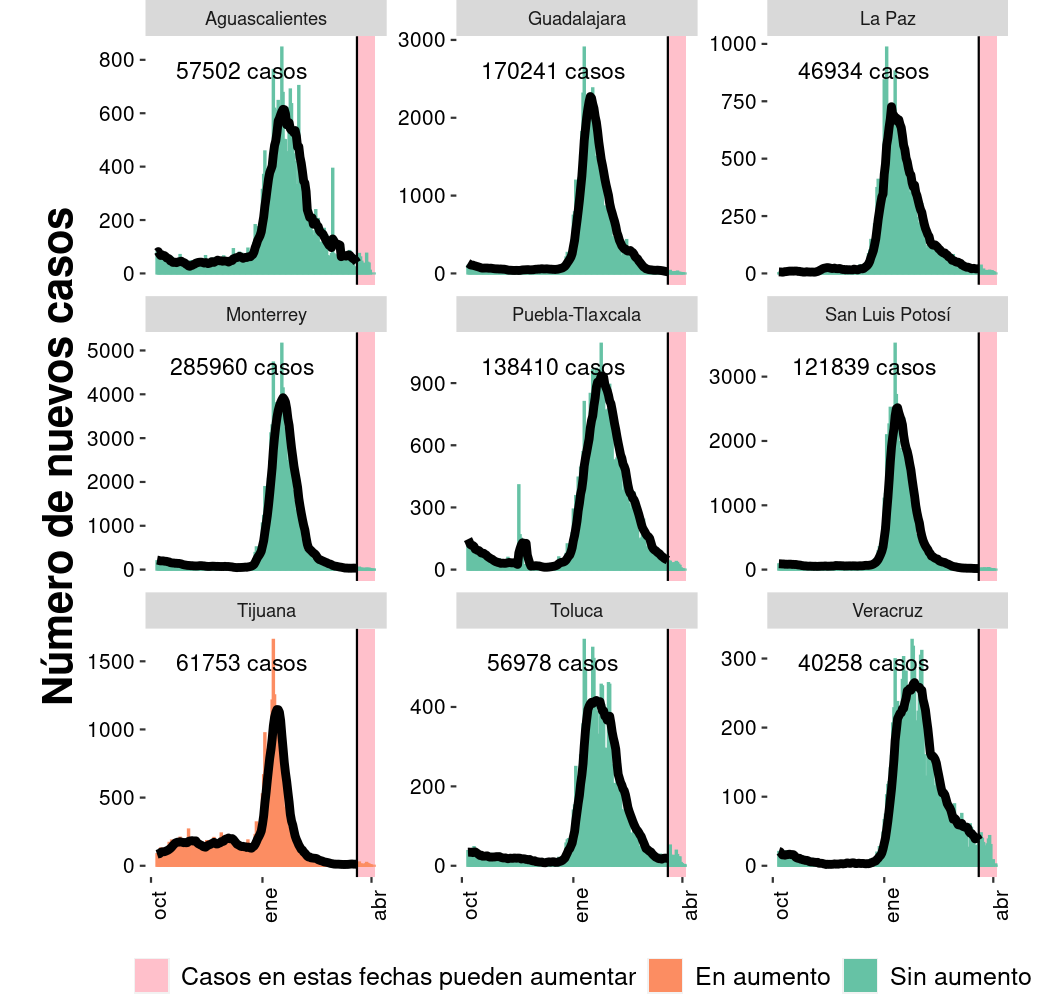 Número de nuevos casos
Aguascalientes
57502 casos
800
600
400
200
0
Guadalajara
170241 casos
3000
2000
1000
0
La Paz
46934 casos
1000
750
500
250
0
Monterrey
285960 casos
5000
4000
3000
2000
1000
0
Puebla-Tlaxcala
138410 casos
900
600
300
0
San Luis Potosí
121839 casos
3000
2000
1000
0
Tijuana
61753 casos
1500
1000
500
0
oct
ene
abr
Toluca
56978 casos
400
200
0
oct
ene
abr
Veracruz
40258 casos
300
200
100
0
oct
ene
abr
Casos en estas fechas pueden aumentar
En aumento
Sin aumento